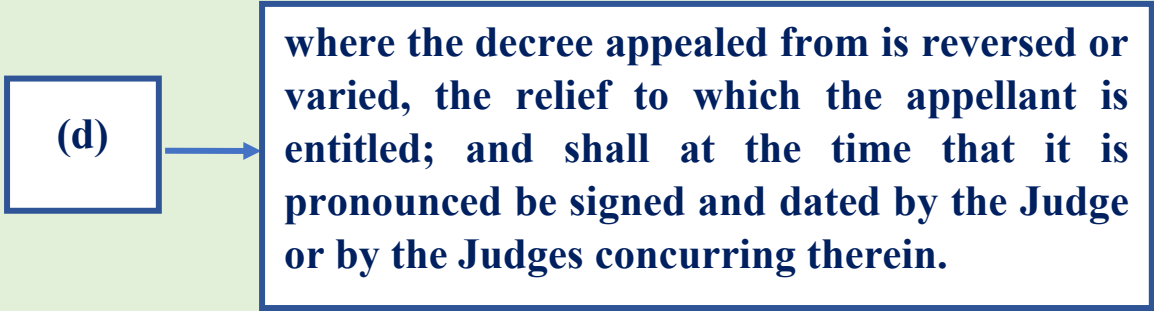 (d)
where the decree appealed from is reversed or
varied, the relief to which the appellant is
entitled; and shall at the time that it is
pronounced be signed and dated by the Judge
or by the Judges concurring therein.